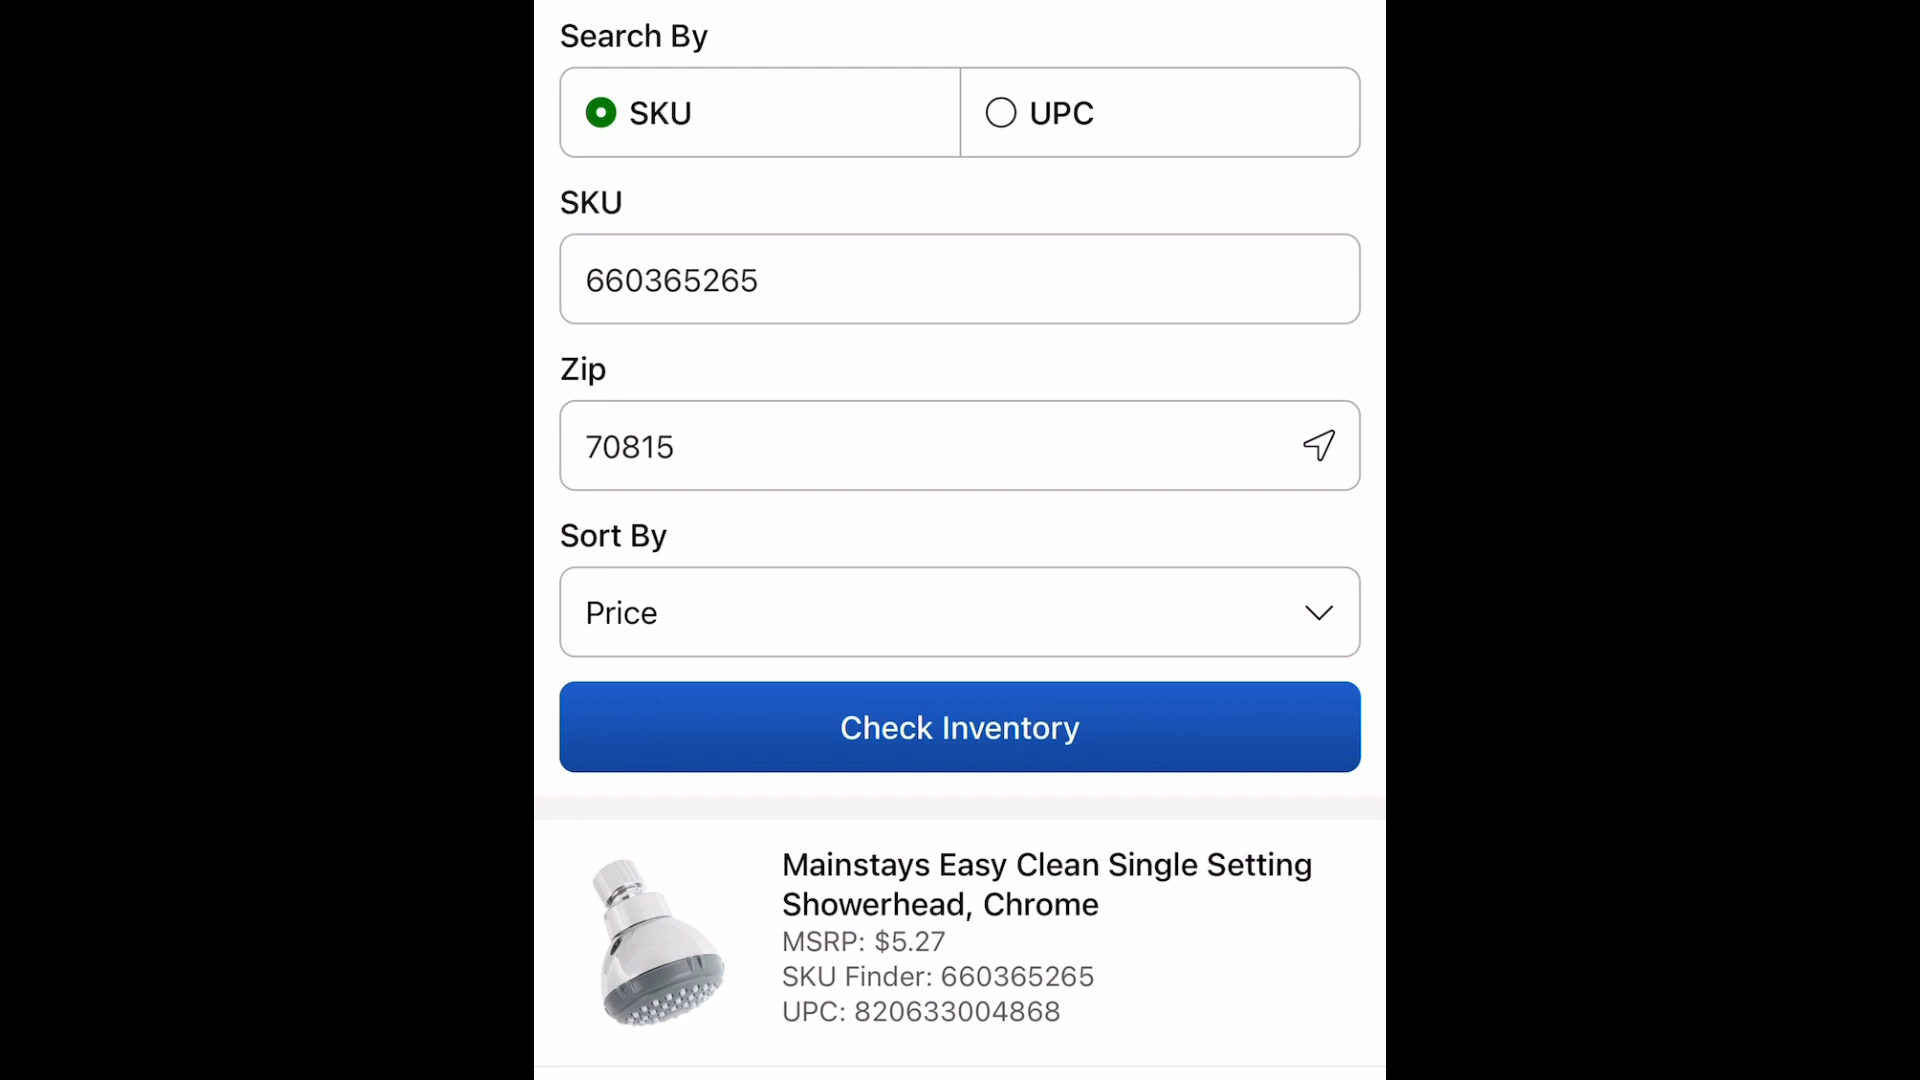 Search By
SKU
UPC
SKU
660365265
Zip
70815
Sort By
Price
Check Inventory
Mainstays Easy Clean Single Setting
Showerhead, Chrome
MSRP: $5.27
SKU Finder: 660365265
UPC: 820633004868